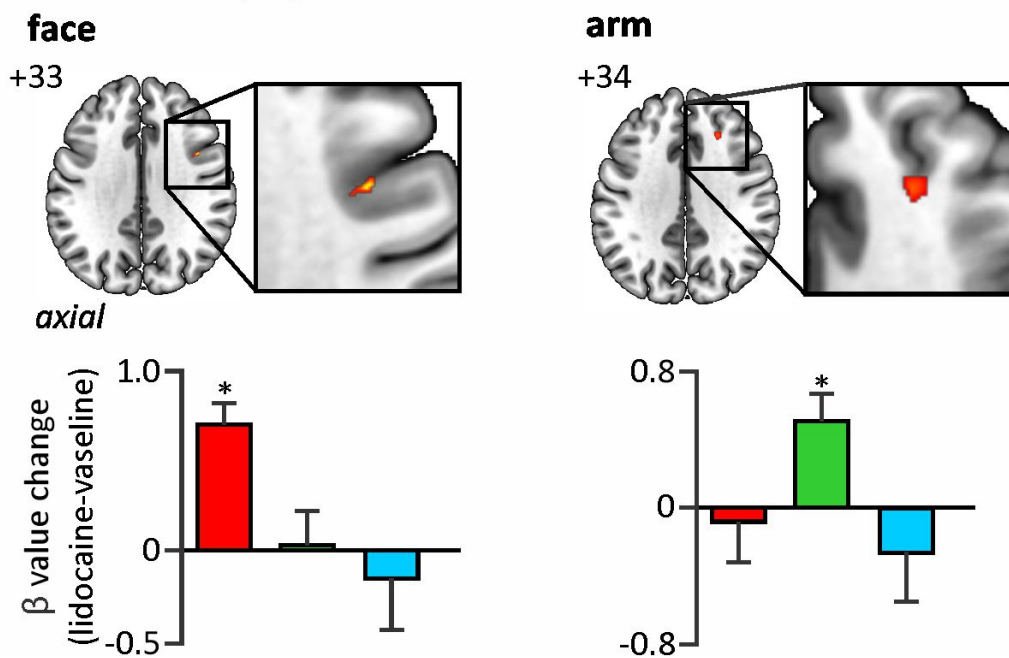 face
arm
+33
+34
axial
β value change
(lidocaine-vaseline)
1.0
*
0
-0.5
0.8
*
0
-0.8